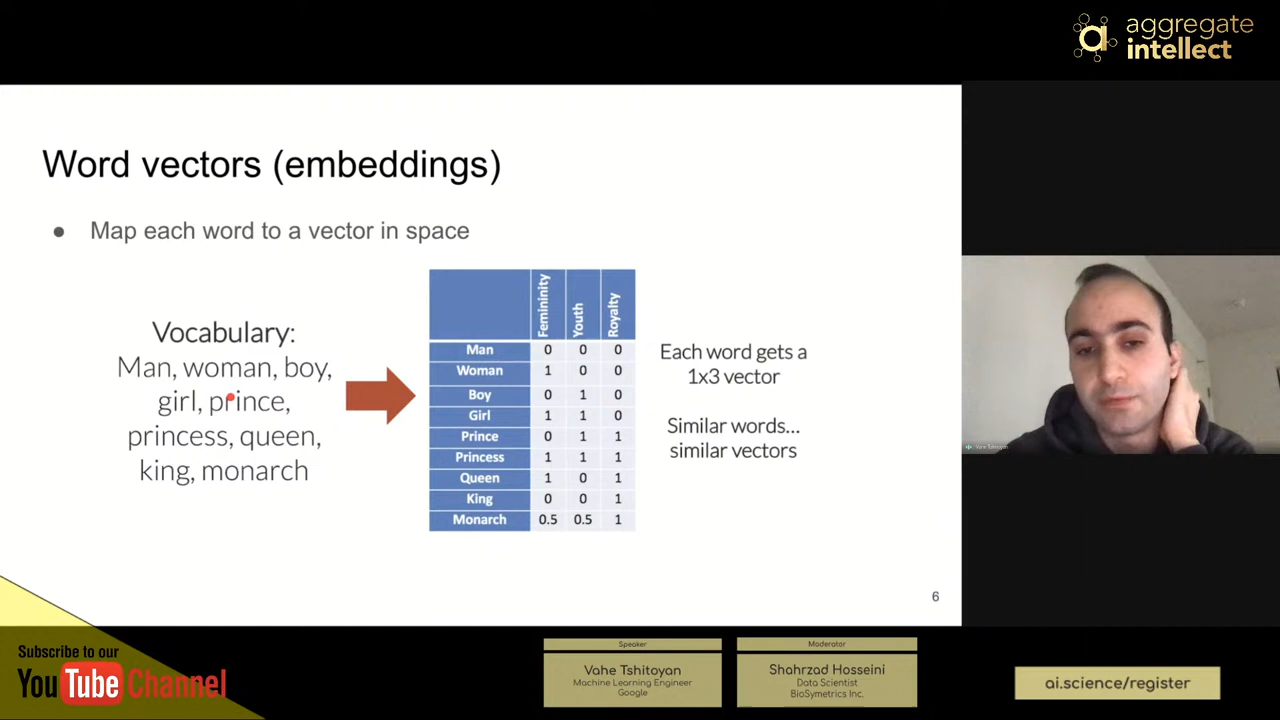 aggregate
intellect
Word vectors (embeddings)
● Map each word to a vector in space
Vocabulary:
Man, woman, boy,
girl, prince,
princess, queen,
king, monarch
Femininity Youth Royalty
Man 0 0 0
Woman 1 0 0
Boy 0 1 0
Girl 1 1 0
Prince 0 1 1
Princess 1 1 1
Queen 1 0 1
King 0 0 1
Monarch 0.5 0.5 1
Each word gets a
1x3 vector
Similar words...
similar vectors
Vahe Tshitoyan
6
Subscribe to our
YouTube Channel
Speaker
Vahe Tshitoyan
Machine Learning Engineer
Google
Moderator
Shahrzad Hosseini
Data Scientist
BioSymetrics Inc.
ai.science/register